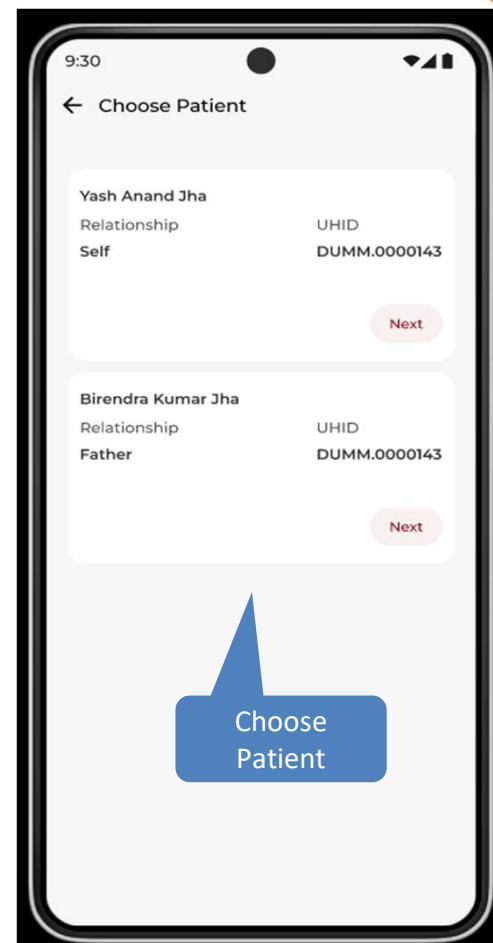 9:30
Choose Patient
Yash Anand Jha
Relationship UHID
Self DUMM.0000143
Next
Birendra Kumar Jha
Relationship UHID
Father DUMM.0000143
Next
Choose
Patient